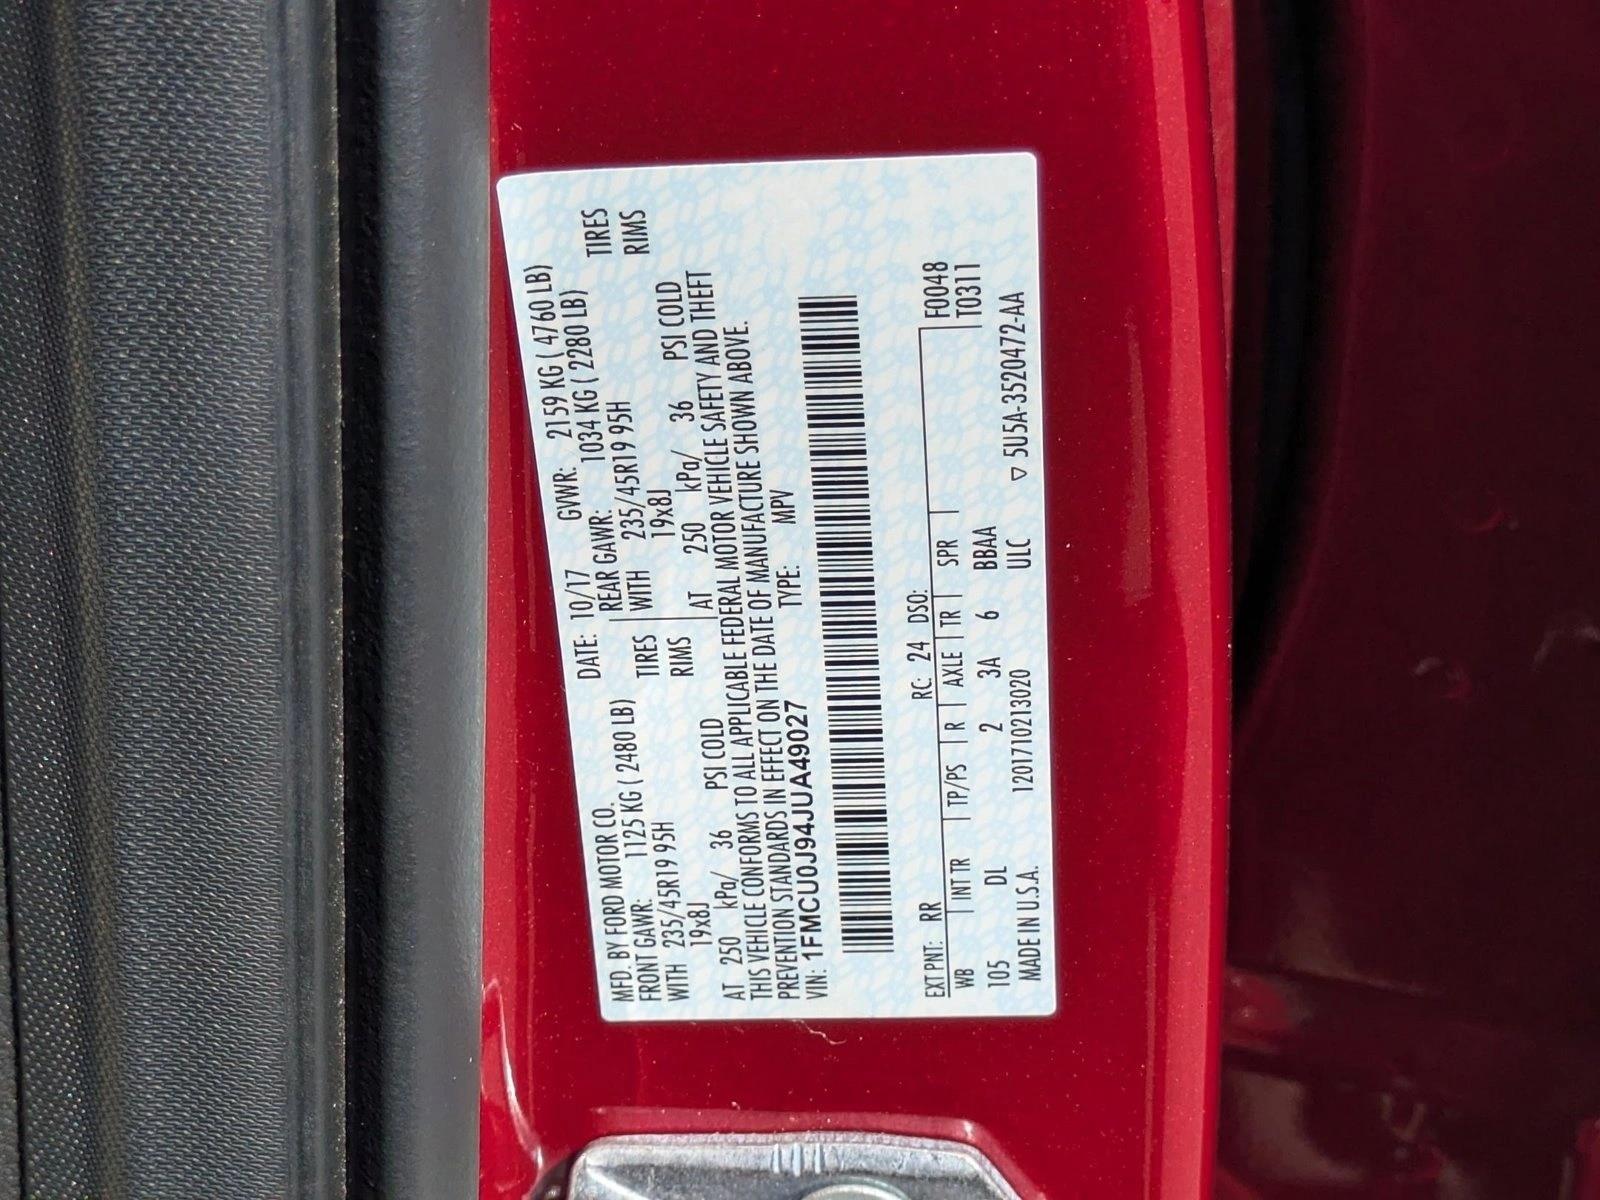 MFD. BY FORD MOTOR CO.
DATE: 10/17 GVWR: 2159 KG ( 4760 LB)
FRONT GAWR: 1125 KG ( 2480 LB)
REAR GAWR: 1034 KG ( 2280 LB)
WITH 235/45R19 95H TIRES
WITH 235/45R19 95H TIRES
19x8J RIMS
19x8J RIMS
AT 250 kPa/ 36 PSI COLD
AT 250 kPa/ 36 PSI COLD
THIS VEHICLE CONFORMS TO ALL APPLICABLE FEDERAL MOTOR VEHICLE SAFETY AND THEFT
PREVENTION STANDARDS IN EFFECT ON THE DATE OF MANUFACTURE SHOWN ABOVE.
VIN: 1FMCU0J94JUA49027 TYPE: MPV
EXT PNT: RR RC: 24 DSO: F0048
WB INT TR TP/PS R AXLE TR SPR T0311
105 DL 2 3A 6 BBAA
MADE IN U.S.A. 12017102130​20 ULC ▽ 5U5A-3520472-AA